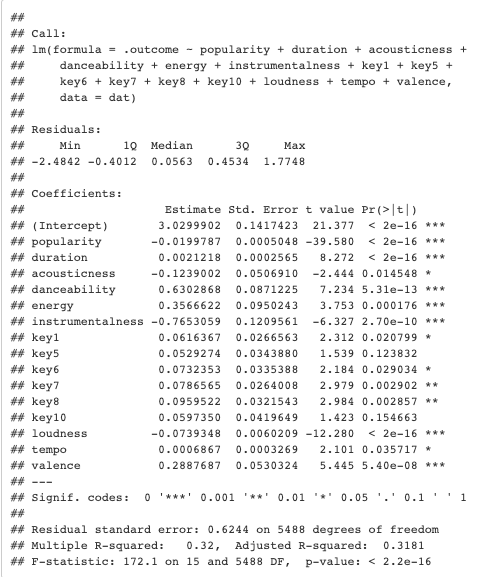 ##
## Call:
## lm(formula = .outcome ~ popularity + duration + acousticness +
##     danceability + energy + instrumentalness + key1 + key5 +
##     key6 + key7 + key8 + key10 + loudness + tempo + valence,
##     data = dat)
##
## Residuals:
##     Min      1Q  Median      3Q     Max
## -2.4842 -0.4012  0.0563  0.4534  1.7748
##
## Coefficients:
##                    Estimate Std. Error t value Pr(>|t|)
## (Intercept)       3.0299902  0.1417423  21.377  < 2e-16 ***
## popularity       -0.0199787  0.0005048 -39.580  < 2e-16 ***
## duration          0.0021218  0.0002565   8.272  < 2e-16 ***
## acousticness     -0.1239002  0.0506910  -2.444 0.014548 *
## danceability      0.6302868  0.0871225   7.234 5.31e-13 ***
## energy            0.3566622  0.0950243   3.753 0.000176 ***
## instrumentalness -0.7653059  0.1209561  -6.327 2.70e-10 ***
## key1              0.0616367  0.0266563   2.312 0.020799 *
## key5              0.0529274  0.0343880   1.539 0.123832
## key6              0.0732353  0.0335388   2.184 0.029034 *
## key7              0.0786565  0.0264008   2.979 0.002902 **
## key8              0.0959522  0.0321543   2.984 0.002857 **
## key10             0.0597350  0.0419649   1.423 0.154663
## loudness         -0.0739348  0.0060209 -12.280  < 2e-16 ***
## tempo             0.0006867  0.0003269   2.101 0.035717 *
## valence           0.2887687  0.0530324   5.445 5.40e-08 ***
## ---
## Signif. codes:  0 '***' 0.001 '**' 0.01 '*' 0.05 '.' 0.1 ' ' 1
##
## Residual standard error: 0.6244 on 5488 degrees of freedom
## Multiple R-squared:   0.32,  Adjusted R-squared:  0.3181
## F-statistic: 172.1 on 15 and 5488 DF,  p-value: < 2.2e-16